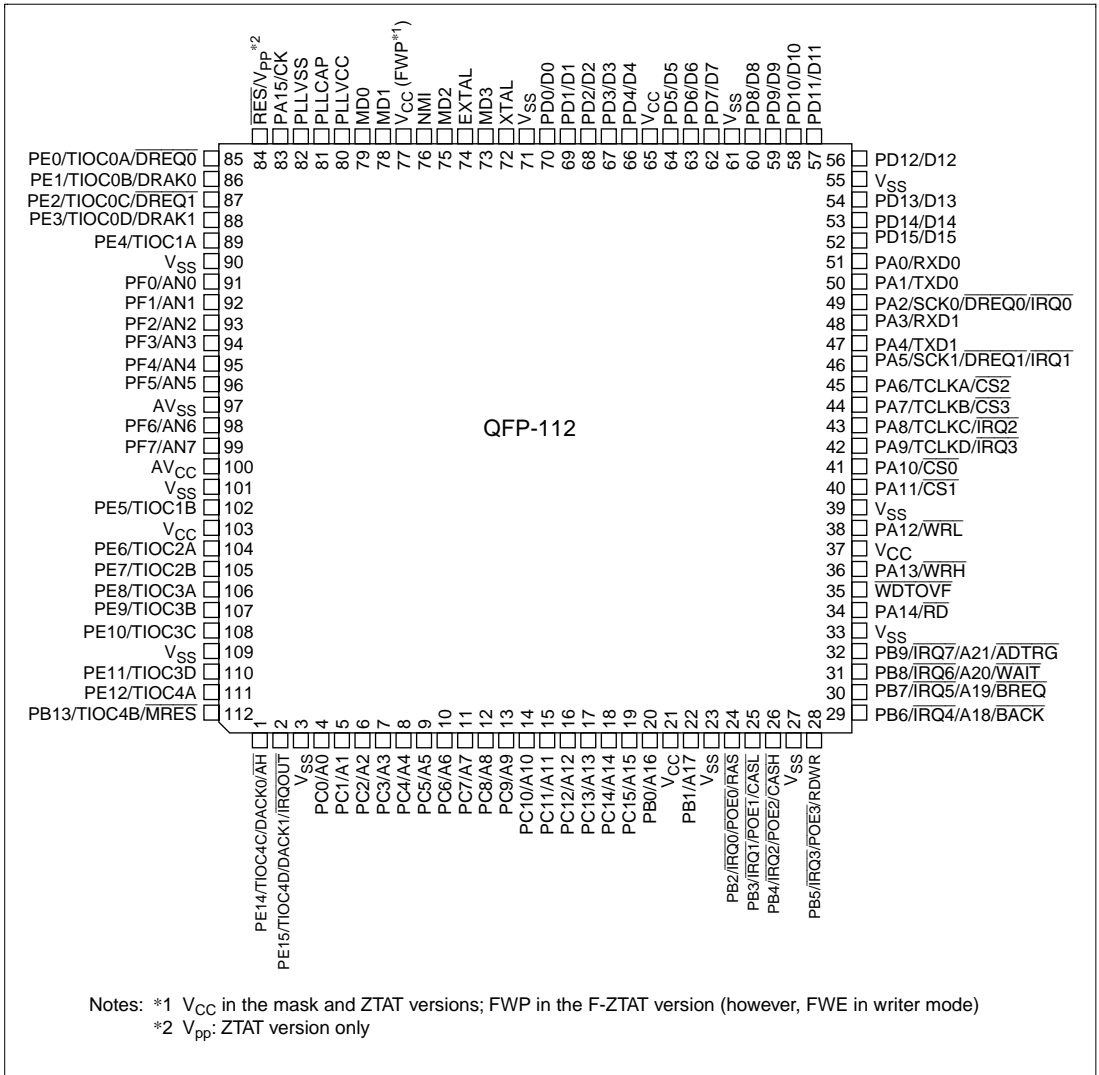 RES/VPP*2
PA15/CK
PLLVSS
PLLCAP
PLLVCC
MD0
MD1
VCC (FWP*1)
NMI
MD2
EXTAL
MD3
XTAL
VSS
PD0/D0
PD1/D1
PD2/D2
PD3/D3
PD4/D4
VCC
PD5/D5
PD6/D6
PD7/D7
VSS
PD8/D8
PD9/D9
PD10/D10
PD11/D11
84 83 82 81 80 79 78 77 76 75 74 73 72 71 70 69 68 67 66 65 64 63 62 61 60 59 58 57
PE0/TIOC0A/DREQ0 85
PE1/TIOC0B/DRAK0 86
PE2/TIOC0C/DREQ1 87
PE3/TIOC0D/DRAK1 88
PE4/TIOC1A 89
VSS 90
PF0/AN0 91
PF1/AN1 92
PF2/AN2 93
PF3/AN3 94
PF4/AN4 95
PF5/AN5 96
AVSS 97
PF6/AN6 98
PF7/AN7 99
AVCC 100
VSS 101
PE5/TIOC1B 102
VCC 103
PE6/TIOC2A 104
PE7/TIOC2B 105
PE8/TIOC3A 106
PE9/TIOC3B 107
PE10/TIOC3C 108
VSS 109
PE11/TIOC3D 110
PE12/TIOC4A 111
PB13/TIOC4B/MRES 112
QFP-112
56 PD12/D12
55 VSS
54 PD13/D13
53 PD14/D14
52 PD15/D15
51 PA0/RXD0
50 PA1/TXD0
49 PA2/SCK0/DREQ0/IRQ0
48 PA3/RXD1
47 PA4/TXD1
46 PA5/SCK1/DREQ1/IRQ1
45 PA6/TCLKA/CS2
44 PA7/TCLKB/CS3
43 PA8/TCLKC/IRQ2
42 PA9/TCLKD/IRQ3
41 PA10/CS0
40 PA11/CS1
39 VSS
38 PA12/WRL
37 VCC
36 PA13/WRH
35 WDTOVF
34 PA14/RD
33 VSS
32 PB9/IRQ7/A21/ADTRG
31 PB8/IRQ6/A20/WAIT
30 PB7/IRQ5/A19/BREQ
29 PB6/IRQ4/A18/BACK
1 2 3 4 5 6 7 8 9 10 11 12 13 14 15 16 17 18 19 20 21 22 23 24 25 26 27 28
PE14/TIOC4C/DACK0/AH
PE15/TIOC4D/DACK1/IRQOUT
VSS
PC0/A0
PC1/A1
PC2/A2
PC3/A3
PC4/A4
PC5/A5
PC6/A6
PC7/A7
PC8/A8
PC9/A9
PC10/A10
PC11/A11
PC12/A12
PC13/A13
PC14/A14
PC15/A15
PB0/A16
VCC
PB1/A17
VSS
PB2/IRQ0/POE0/RAS
PB3/IRQ1/POE1/CASL
PB4/IRQ2/POE2/CASH
VSS
PB5/IRQ3/POE3/RDWR
Notes: *1 VCC in the mask and ZTAT versions; FWP in the F-ZTAT version (however, FWE in writer mode)
*2 Vpp: ZTAT version only